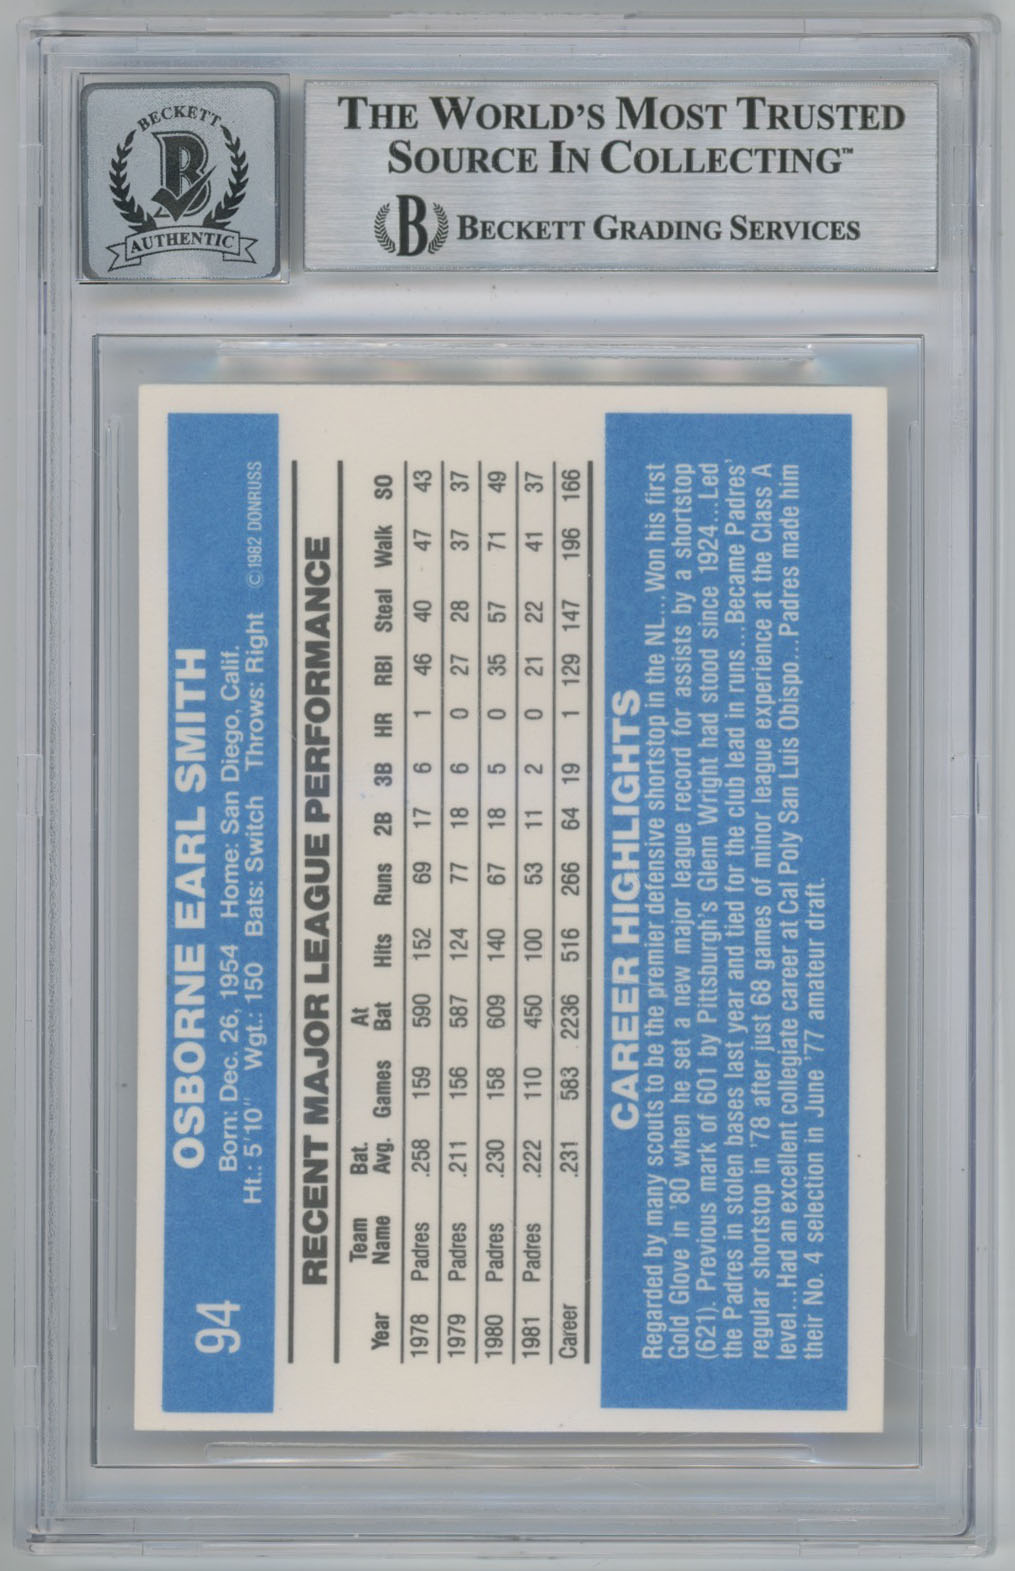 BECKETT
B
AUTHENTIC
THE WORLD'S MOST TRUSTED
SOURCE IN COLLECTING™
B BECKETT GRADING SERVICES
94
OSBORNE EARL SMITH
Born: Dec. 26, 1954 Home: San Diego, Calif.
Ht.: 5'10" Wgt.: 150 Bats: Switch Throws: Right © 1982 DONRUSS
RECENT MAJOR LEAGUE PERFORMANCE
Team Bat. At
Year Name Avg. Games Bat Hits Runs 2B 3B HR RBI Steal Walk SO
1978 Padres .258 159 590 152 69 17 6 1 46 40 47 43
1979 Padres .211 156 587 124 77 18 6 0 27 28 37 37
1980 Padres .230 158 609 140 67 18 5 0 35 57 71 49
1981 Padres .222 110 450 100 53 11 2 0 21 22 41 37
Career .231 583 2236 516 266 64 19 1 129 147 196 166
CAREER HIGHLIGHTS
Regarded by many scouts to be the premier defensive shortstop in the NL...Won his first
Gold Glove in '80 when he set a new major league record for assists by a shortstop
(621). Previous mark of 601 by Pittsburgh's Glenn Wright had stood since 1924...Led
the Padres in stolen bases last year and tied for the club lead in runs...Became Padres'
regular shortstop in '78 after just 68 games of minor league experience at the Class A
level...Had an excellent collegiate career at Cal Poly San Luis Obispo...Padres made him
their No. 4 selection in June '77 amateur draft.